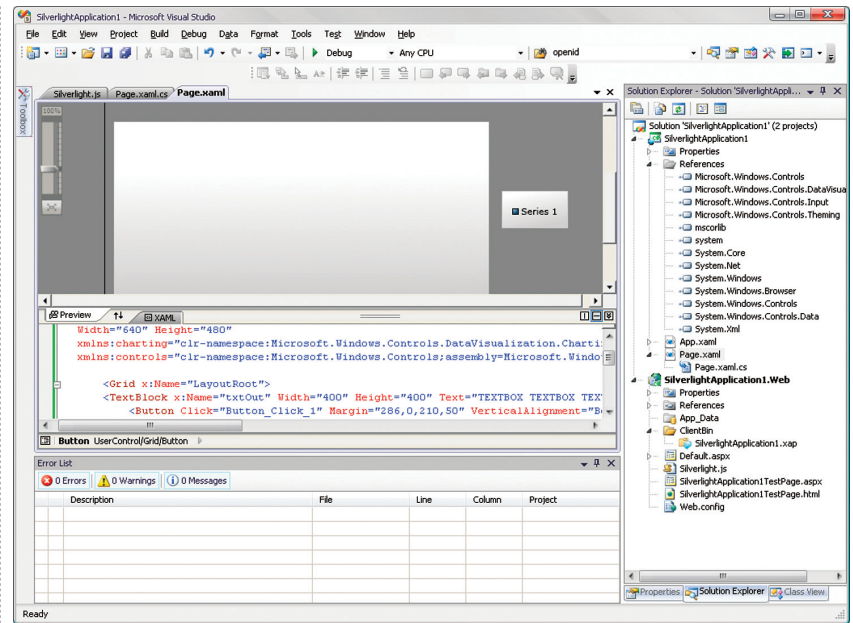 SilverlightApplication1 - Microsoft Visual Studio
File Edit View Project Build Debug Data Format Tools Test Window Help
Debug Any CPU openid
Toolbox
Silverlight.js Page.xaml.cs Page.xaml
100%
Series 1
Preview XAML
Width="640" Height="480"
xmlns:charting="clr-namespace:Microsoft.Windows.Controls.DataVisualization.Charti
xmlns:controls="clr-namespace:Microsoft.Windows.Controls;assembly=Microsoft.Windo
<Grid x:Name="LayoutRoot">
<TextBlock x:Name="txtOut" Width="400" Height="400" Text="TEXTBOX TEXTBOX TEX
<Button Click="Button_Click_1" Margin="286,0,210,50" VerticalAlignment="Bo
Button UserControl/Grid/Button
Error List
0 Errors 0 Warnings 0 Messages
Description File Line Column Project
Solution Explorer - Solution 'SilverlightAppli...
Solution 'SilverlightApplication1' (2 projects)
SilverlightApplication1
Properties
References
Microsoft.Windows.Controls
Microsoft.Windows.Controls.DataVisua
Microsoft.Windows.Controls.Input
Microsoft.Windows.Controls.Theming
mscorlib
system
System.Core
System.Net
System.Windows
System.Windows.Browser
System.Windows.Controls
System.Windows.Controls.Data
System.Xml
App.xaml
Page.xaml
Page.xaml.cs
SilverlightApplication1.Web
Properties
References
App_Data
ClientBin
SilverlightApplication1.xap
Default.aspx
Silverlight.js
SilverlightApplication1TestPage.aspx
SilverlightApplication1TestPage.html
Web.config
Properties Solution Explorer Class View
Ready